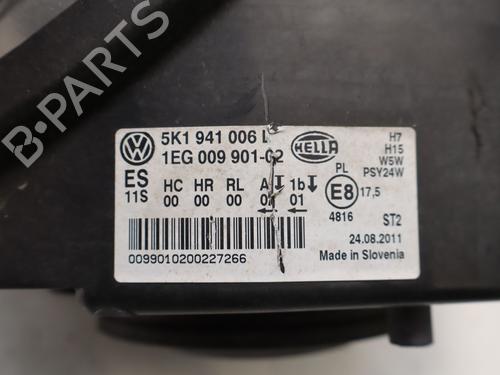 5K1 941 006 L
1EG 009 901-02
HELLA
ES
11S
HC HR RL A 1b
00 00 00 02 01
PL
E8 17,5
4816
H7
H15
W5W
PSY24W
ST2
24.08.2011
Made in Slovenia
0099010200227266
B-PARTS